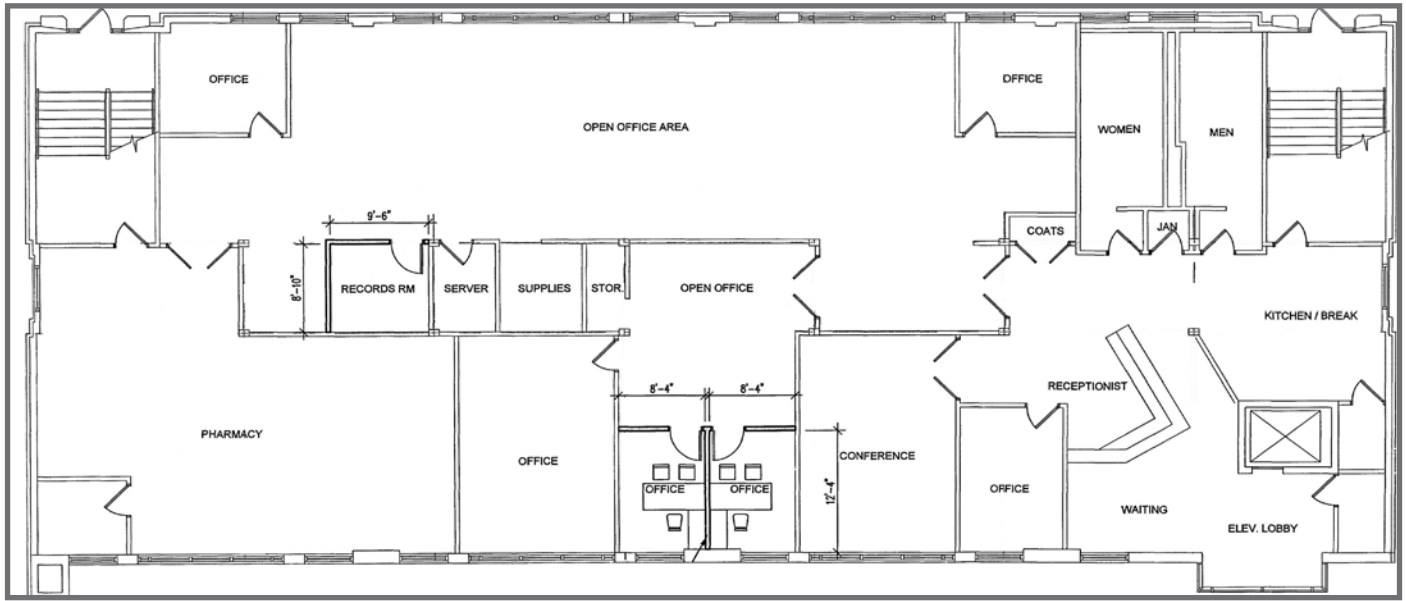 OFFICE
DFFICE
OPEN OFFICE AREA
WOMEN
MEN
9'-6"
COATS
JAN
8'-10"
RECORDS RM
SERVER
SUPPLIES
STOR.
OPEN OFFICE
KITCHEN / BREAK
8'-4"
8'-4"
RECEPTIONIST
PHARMACY
OFFICE
CONFERENCE
OFFICE
OFFICE
12'-4"
OFFICE
WAITING
ELEV. LOBBY